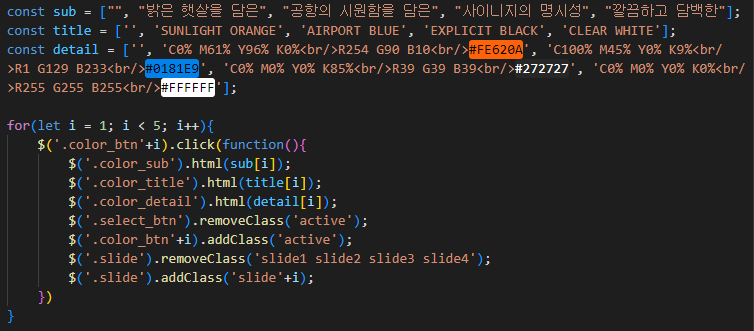 const sub = ["", "밝은 햇살을 담은", "공항의 시원함을 담은", "사이니지의 명시성", "깔끔하고 담백한"];
const title = ['', 'SUNLIGHT ORANGE', 'AIRPORT BLUE', 'EXPLICIT BLACK', 'CLEAR WHITE'];
const detail = ['', 'C0% M61% Y96% K0%<br/>R254 G90 B10<br/>#FE620A', 'C100% M45% Y0% K9%<br/
>R1 G129 B233<br/>#0181E9', 'C0% M0% Y0% K85%<br/>R39 G39 B39<br/>#272727', 'C0% M0% Y0% K0%<br/
>R255 G255 B255<br/>#FFFFFF'];
for(let i = 1; i < 5; i++){
    $('.color_btn'+i).click(function(){
        $('.color_sub').html(sub[i]);
        $('.color_title').html(title[i]);
        $('.color_detail').html(detail[i]);
        $('.select_btn').removeClass('active');
        $('.color_btn'+i).addClass('active');
        $('.slide').removeClass('slide1 slide2 slide3 slide4');
        $('.slide').addClass('slide'+i);
    })
}